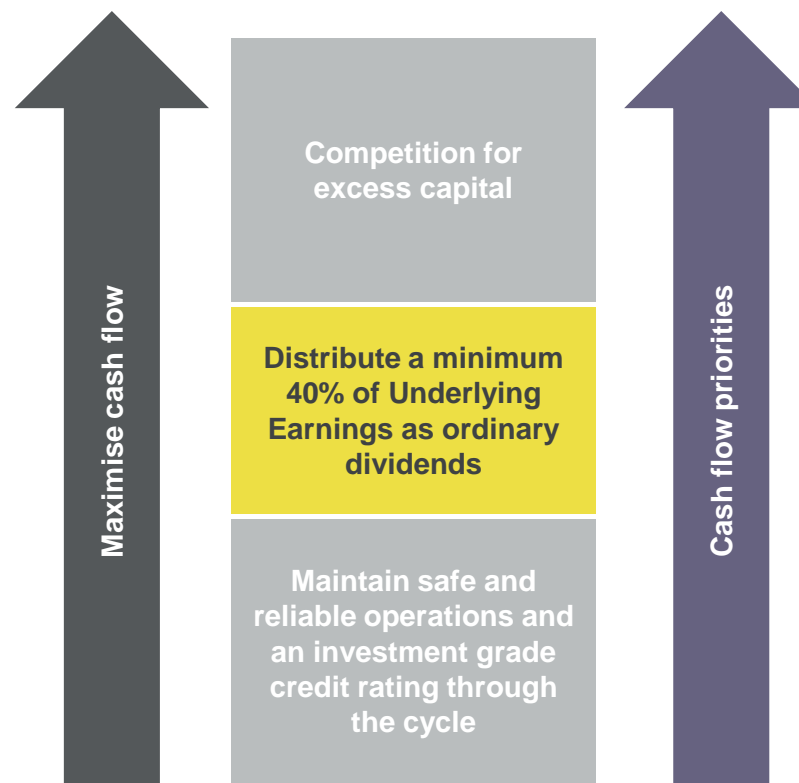 Maximise cash flow
Competition for
excess capital
Distribute a minimum
40% of Underlying
Earnings as ordinary
dividends
Maintain safe and
reliable operations and
an investment grade
credit rating through
the cycle
Cash flow priorities